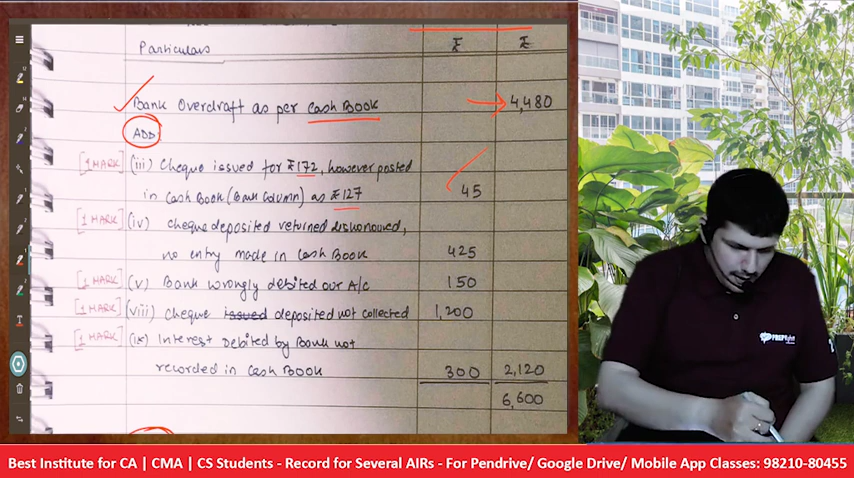 Particulars ₹ ₹
Bank Overdraft as per Cash Book 4,480
ADD:
[1 MARK] (iii) Cheque issued for ₹172, however posted
in Cash Book (Bank Column) as ₹127 45
[1 MARK] (iv) Cheque deposited returned dishonoured,
no entry made in Cash Book 425
[1 MARK] (v) Bank wrongly debited our A/c 150
[1 MARK] (viii) Cheque issued deposited not collected 1,200
[1 MARK] (ix) Interest Debited by Bank not
recorded in Cash Book 300 2,120
6,600
Best Institute for CA | CMA | CS Students - Record for Several AIRs - For Pendrive/ Google Drive/ Mobile App Classes: 98210-80455